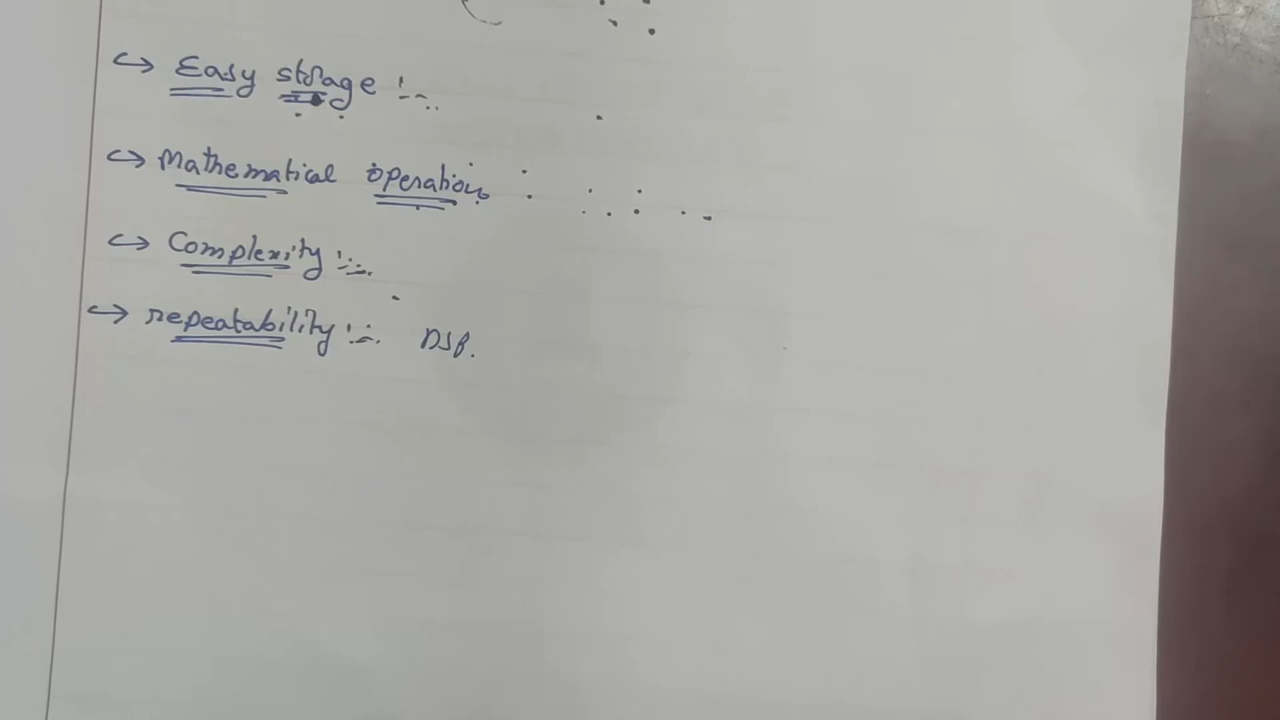 ↪ Easy storage :-
↪ Mathematical operations :
↪ Complexity :-
↪ repeatability :- DSP.